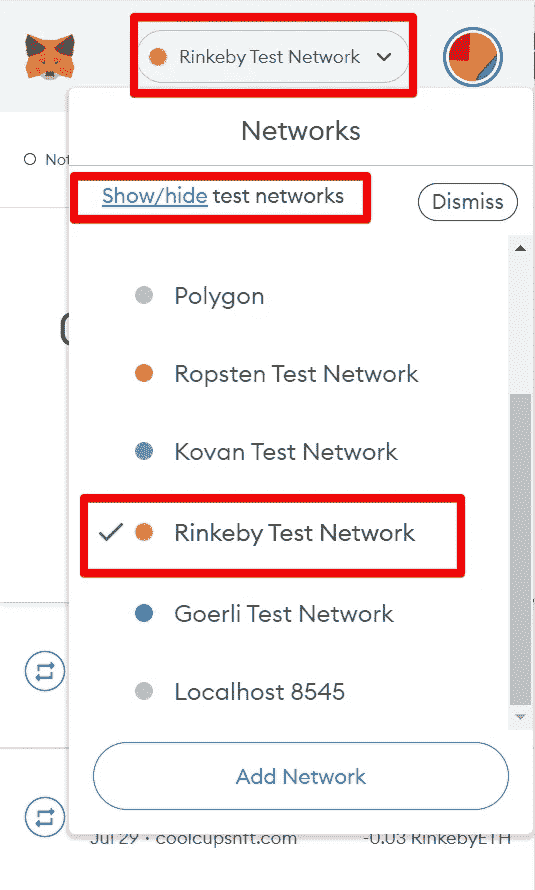 Rinkeby Test Network
Networks
Not
Show/hide test networks
Dismiss
Polygon
Ropsten Test Network
Kovan Test Network
Rinkeby Test Network
Goerli Test Network
Localhost 8545
Add Network
Jul 29 · coolcupsnft.com -0.03 RinkebyETH